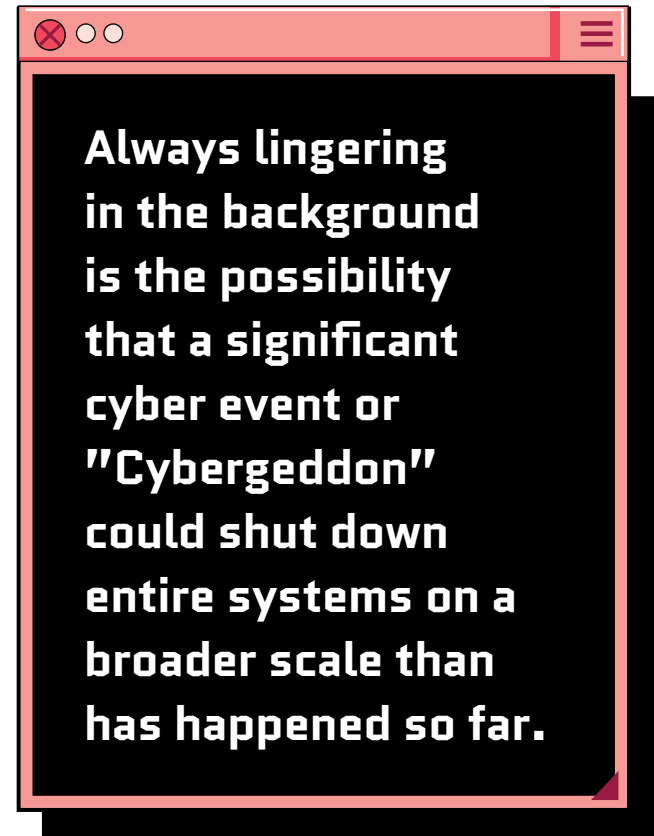 Always lingering
in the background
is the possibility
that a significant
cyber event or
"Cybergeddon"
could shut down
entire systems on a
broader scale than
has happened so far.